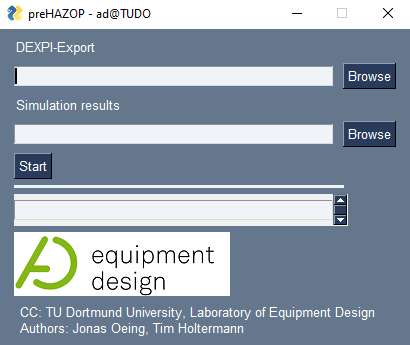 preHAZOP - ad@TUDO
DEXPI-Export
Browse
Simulation results
Browse
Start
equipment
design
CC: TU Dortmund University, Laboratory of Equipment Design
Authors: Jonas Oeing, Tim Holtermann